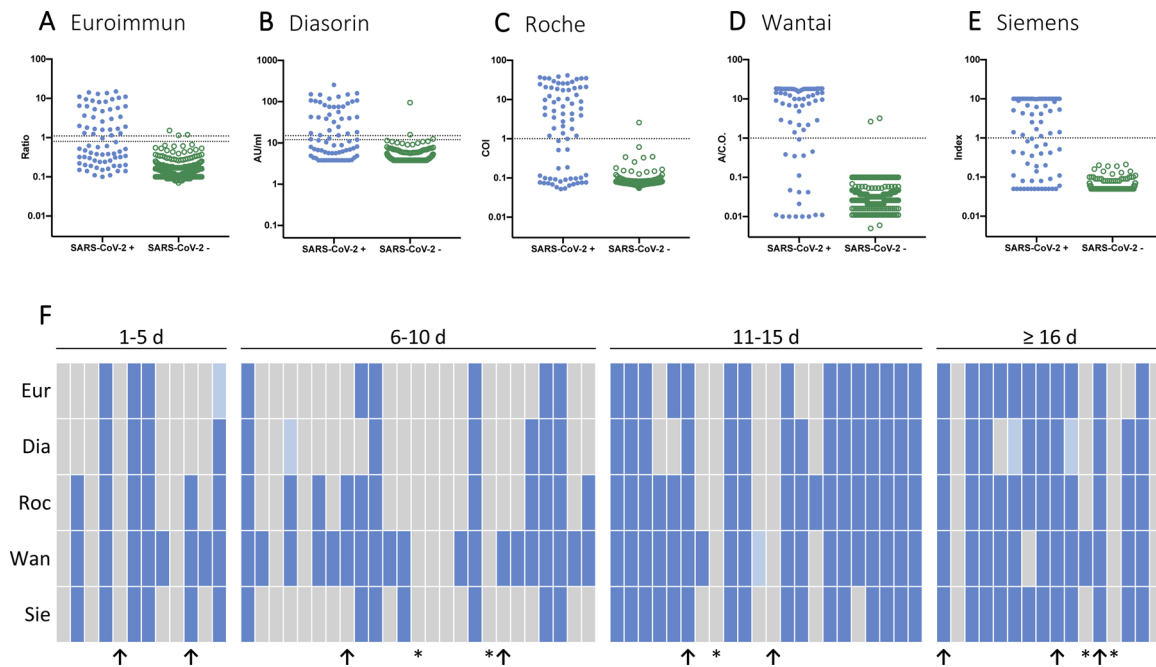 A Euroimmun
B Diasorin
C Roche
D Wantai
E Siemens
100
10
1
0.1
0.01
Ratio
SARS-CoV-2 + SARS-CoV-2 -
1000
100
10
1
0.1
AU/ml
SARS-CoV-2 + SARS-CoV-2 -
100
10
1
0.1
0.01
COI
SARS-CoV-2 + SARS-CoV-2 -
100
10
1
0.1
0.01
A/C.O.
SARS-CoV-2 + SARS-CoV-2 -
100
10
1
0.1
0.01
Index
SARS-CoV-2 + SARS-CoV-2 -
F
1-5 d 6-10 d 11-15 d ≥ 16 d
Eur
Dia
Roc
Wan
Sie
↑ ↑ ↑ * * ↑ ↑ * ↑ ↑ ↑ * ↑ *